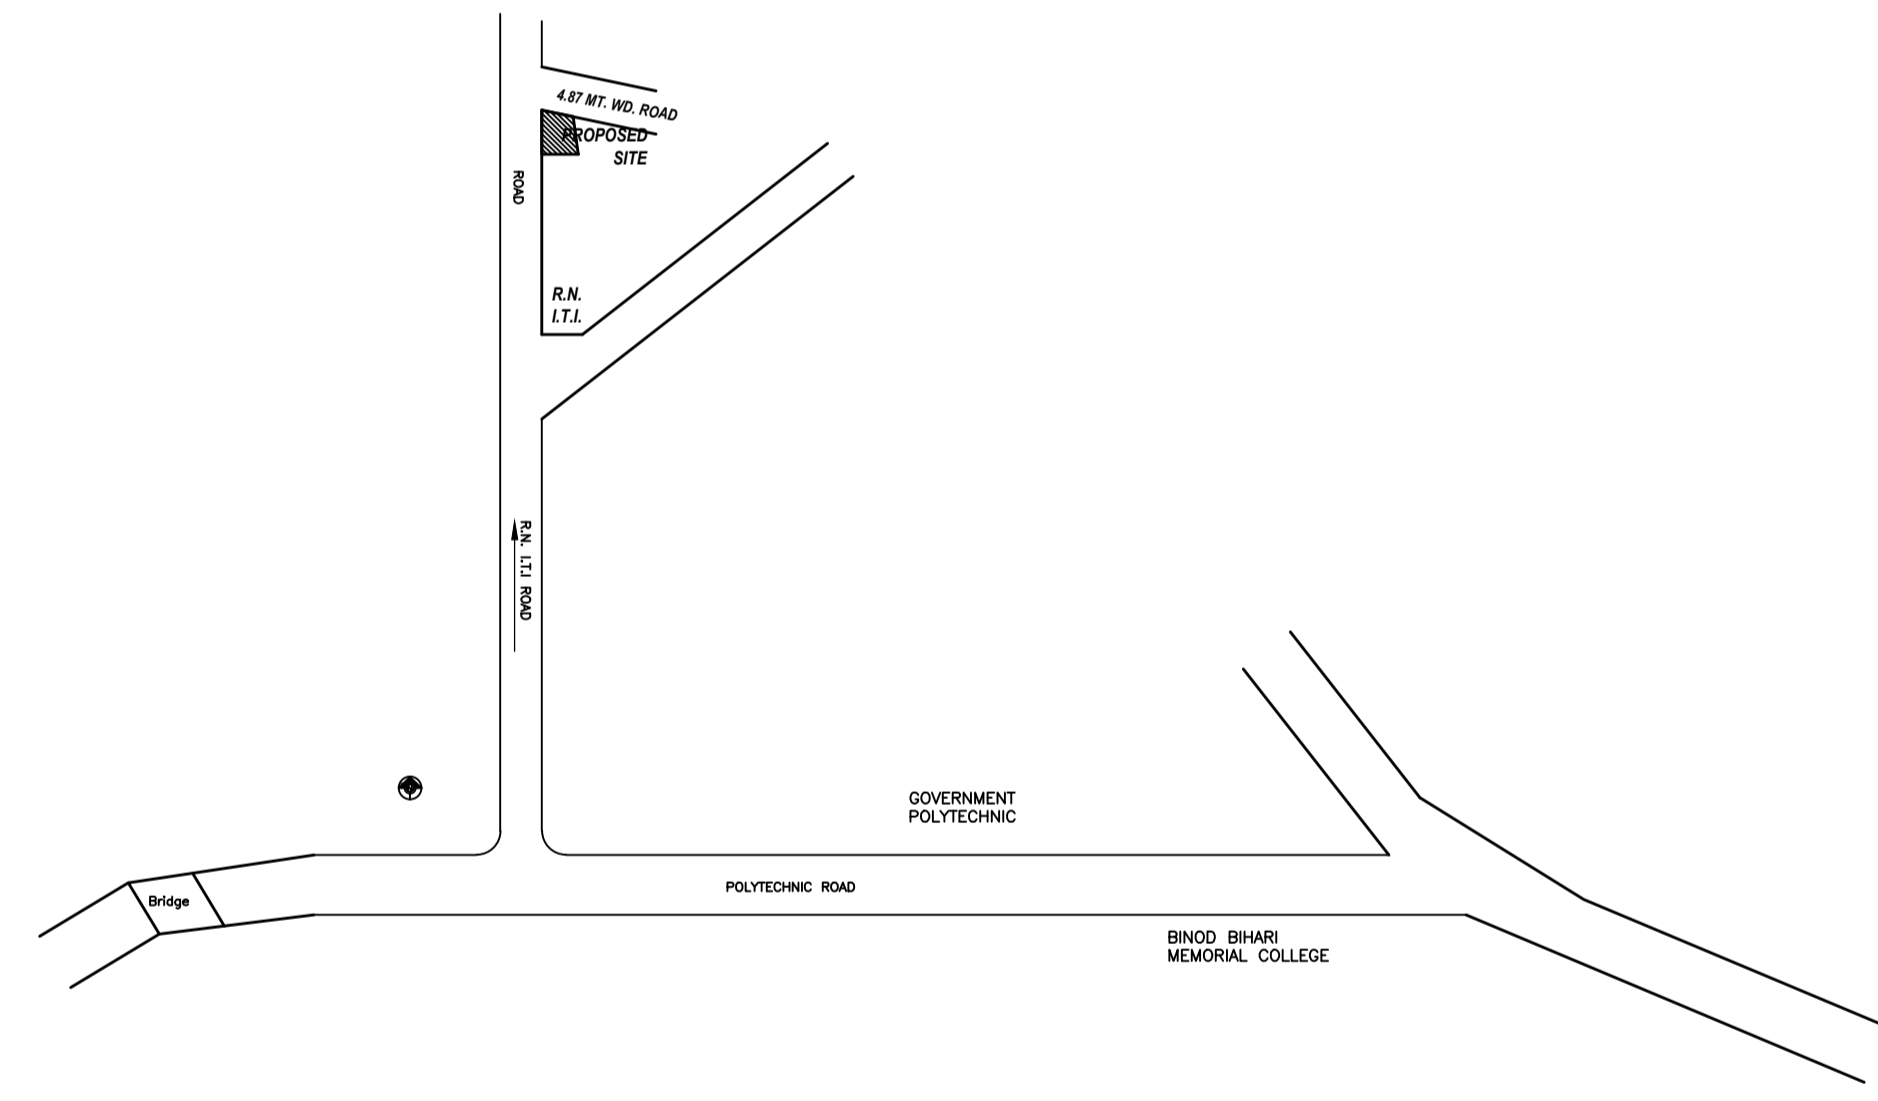 4.87 MT. WD. ROAD
PROPOSED
SITE
ROAD
R.N.
I.T.I.
R.N. I.T.I ROAD
GOVERNMENT
POLYTECHNIC
POLYTECHNIC ROAD
Bridge
BINOD BIHARI
MEMORIAL COLLEGE